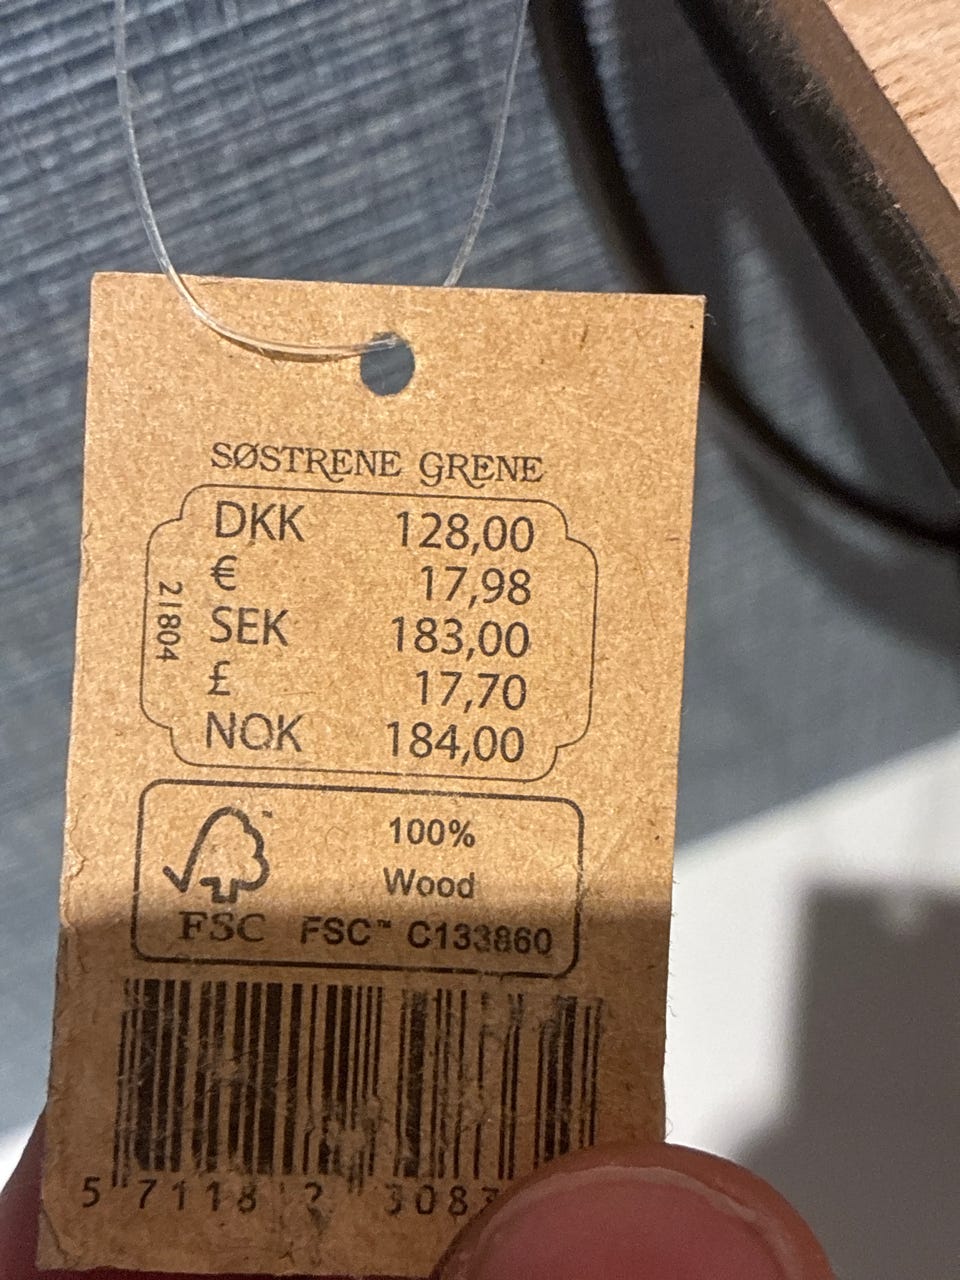 SØSTRENE GRENE
DKK 128,00
€ 17,98
SEK 183,00
£ 17,70
NOK 184,00
21804
100%
Wood
FSC FSC™ C133860